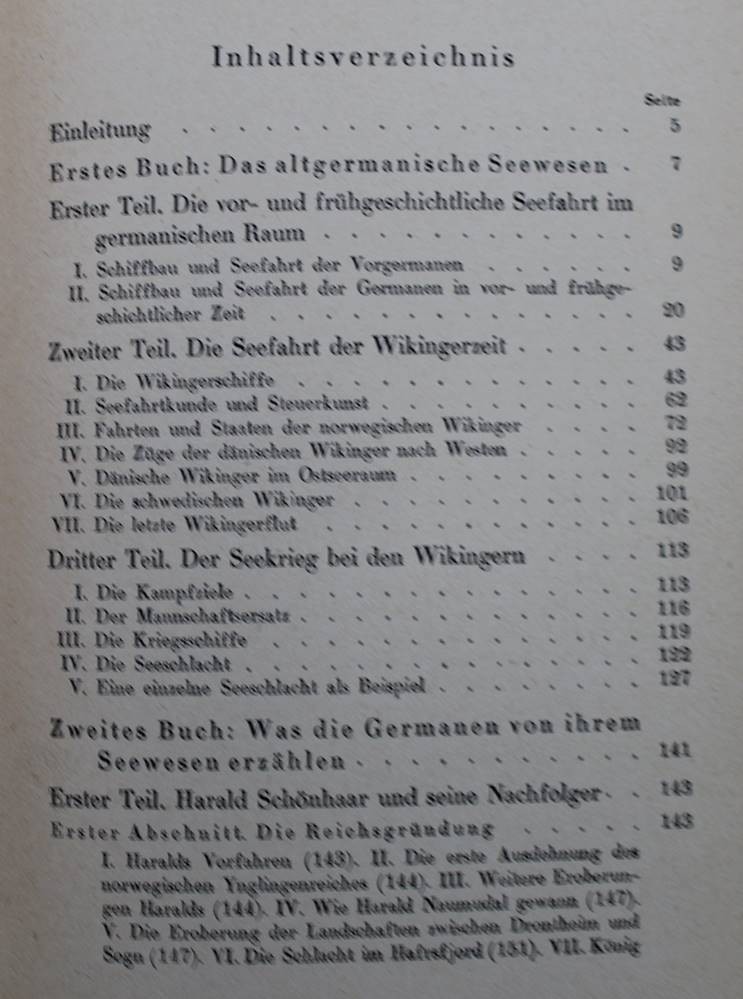 Inhaltsverzeichnis
Seite
Einleitung . . . . . . . . . . . . . . . . . 5
Erstes Buch: Das altgermanische Seewesen . 7
Erster Teil. Die vor- und frühgeschichtliche Seefahrt im
germanischen Raum . . . . . . . . . . . . 9
I. Schiffbau und Seefahrt der Vorgermanen . . . . . . 9
II. Schiffbau und Seefahrt der Germanen in vor- und frühge-
schichtlicher Zeit . . . . . . . . . . . . . . 20
Zweiter Teil. Die Seefahrt der Wikingerzeit . . . . . 43
I. Die Wikingerschiffe . . . . . . . . . . . . . 43
II. Seefahrtkunde und Steuerkunst . . . . . . . . . . 62
III. Fahrten und Staaten der norwegischen Wikinger . . . . 72
IV. Die Züge der dänischen Wikinger nach Westen . . . . . 92
V. Dänische Wikinger im Ostseeraum . . . . . . . . . 99
VI. Die schwedischen Wikinger . . . . . . . . . . . 101
VII. Die letzte Wikingerflut . . . . . . . . . . . . 106
Dritter Teil. Der Seekrieg bei den Wikingern . . . . 113
I. Die Kampfziele . . . . . . . . . . . . . . . 113
II. Der Mannschaftsersatz . . . . . . . . . . . . . 116
III. Die Kriegsschiffe . . . . . . . . . . . . . . 119
IV. Die Seeschlacht . . . . . . . . . . . . . . . 122
V. Eine einzelne Seeschlacht als Beispiel . . . . . . . . 127
Zweites Buch: Was die Germanen von ihrem
Seewesen erzählen . . . . . . . . . . . 141
Erster Teil. Harald Schönhaar und seine Nachfolger . . 143
Erster Abschnitt. Die Reichsgründung . . . . . 143
I. Haralds Vorfahren (143). II. Die erste Ausdehnung des
norwegischen Ynglingenreiches (144). III. Weitere Eroberun-
gen Haralds (144). IV. Wie Harald Naumudal gewann (147).
V. Die Eroberung der Landschaften zwischen Drontheim und
Sogn (147). VI. Die Schlacht im Hafrsfjord (151). VII. König